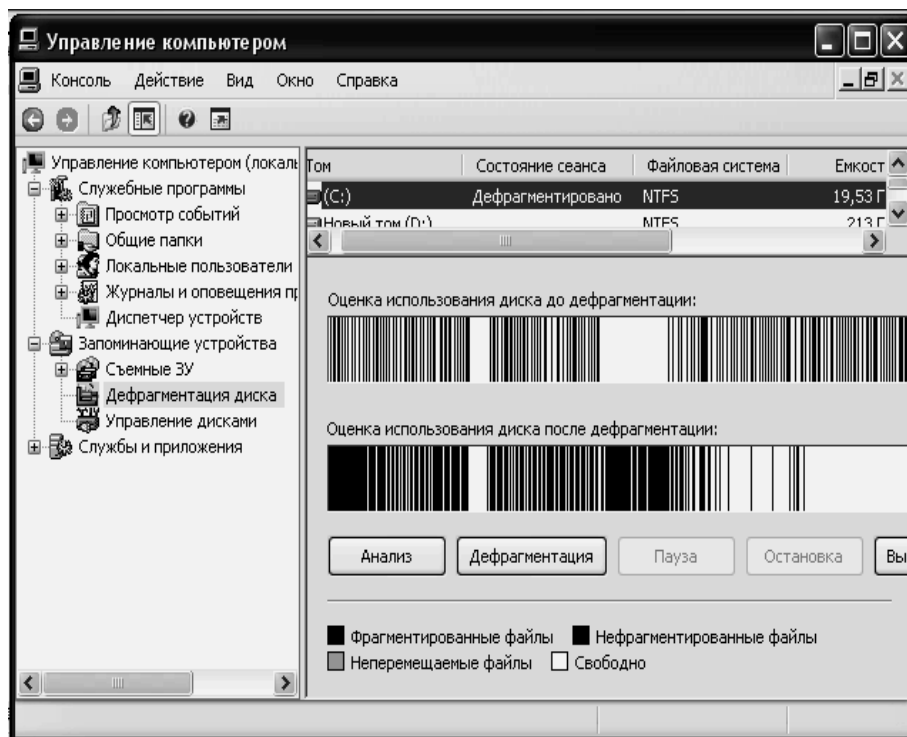 Управление компьютером
Консоль Действие Вид Окно Справка
Управление компьютером (локаль
Служебные программы
Просмотр событий
Общие папки
Локальные пользователи
Журналы и оповещения пр
Диспетчер устройств
Запоминающие устройства
Съемные ЗУ
Дефрагментация диска
Управление дисками
Службы и приложения
Том Состояние сеанса Файловая система Емкост
(C:) Дефрагментировано NTFS 19,53 Г
Новый том (D:) NTFS 213 Г
Оценка использования диска до дефрагментации:
Оценка использования диска после дефрагментации:
Анализ Дефрагментация Пауза Остановка Вы
Фрагментированные файлы Нефрагментированные файлы
Неперемещаемые файлы Свободно